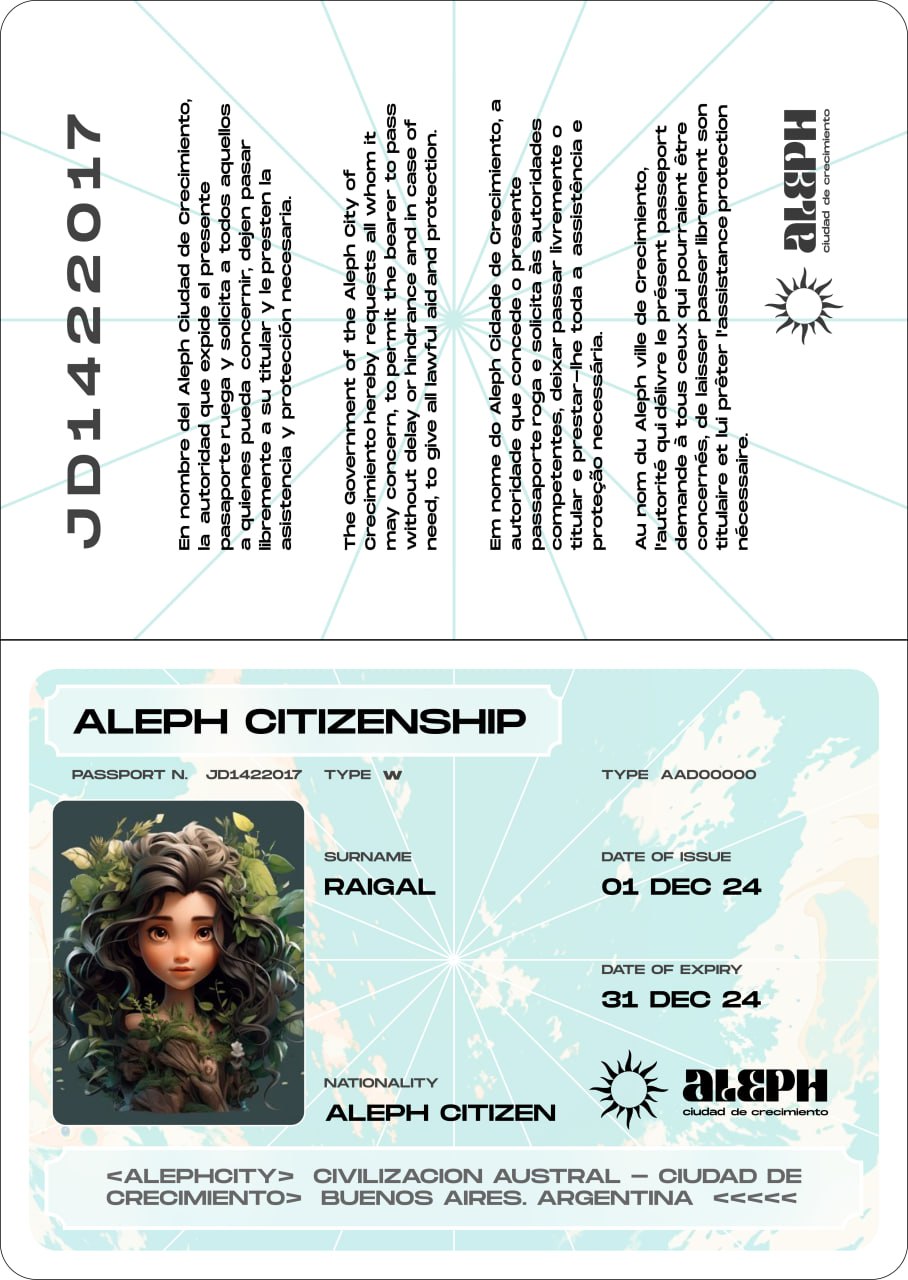 JD1422017
En nombre del Aleph Ciudad de Crecimiento,
la autoridad que expide el presente
pasaporte ruega y solicita a todos aquellos
a quienes pueda concernir, dejen pasar
libremente a su titular y le presten la
asistencia y protección necesaria.
The Government of the Aleph City of
Crecimiento hereby requests all whom it
may concern, to permit the bearer to pass
without delay or hindrance and in case of
need, to give all lawful aid and protection.
Em nome do Aleph Cidade de Crecimiento, a
autoridade que concede o presente
passaporte roga e solicita às autoridades
competentes, deixar passar livremente o
titular e prestar-lhe toda a assistência e
proteção necessária.
Au nom du Aleph ville de Crecimiento,
l'autorité qui délivre le présent passeport
demande à tous ceux qui pourraient être
concernés, de laisser passer librement son
titulaire et lui prêter l'assistance protection
nécessaire.
ALEPH
ciudad de crecimiento
ALEPH CITIZENSHIP
PASSPORT N. JD1422017 TYPE W TYPE AAD00000
SURNAME DATE OF ISSUE
RAIGAL 01 DEC 24
DATE OF EXPIRY
31 DEC 24
NATIONALITY
ALEPH CITIZEN
ALEPH
ciudad de crecimiento
<ALEPHCITY> CIVILIZACION AUSTRAL – CIUDAD DE
CRECIMIENTO> BUENOS AIRES. ARGENTINA <<<<<